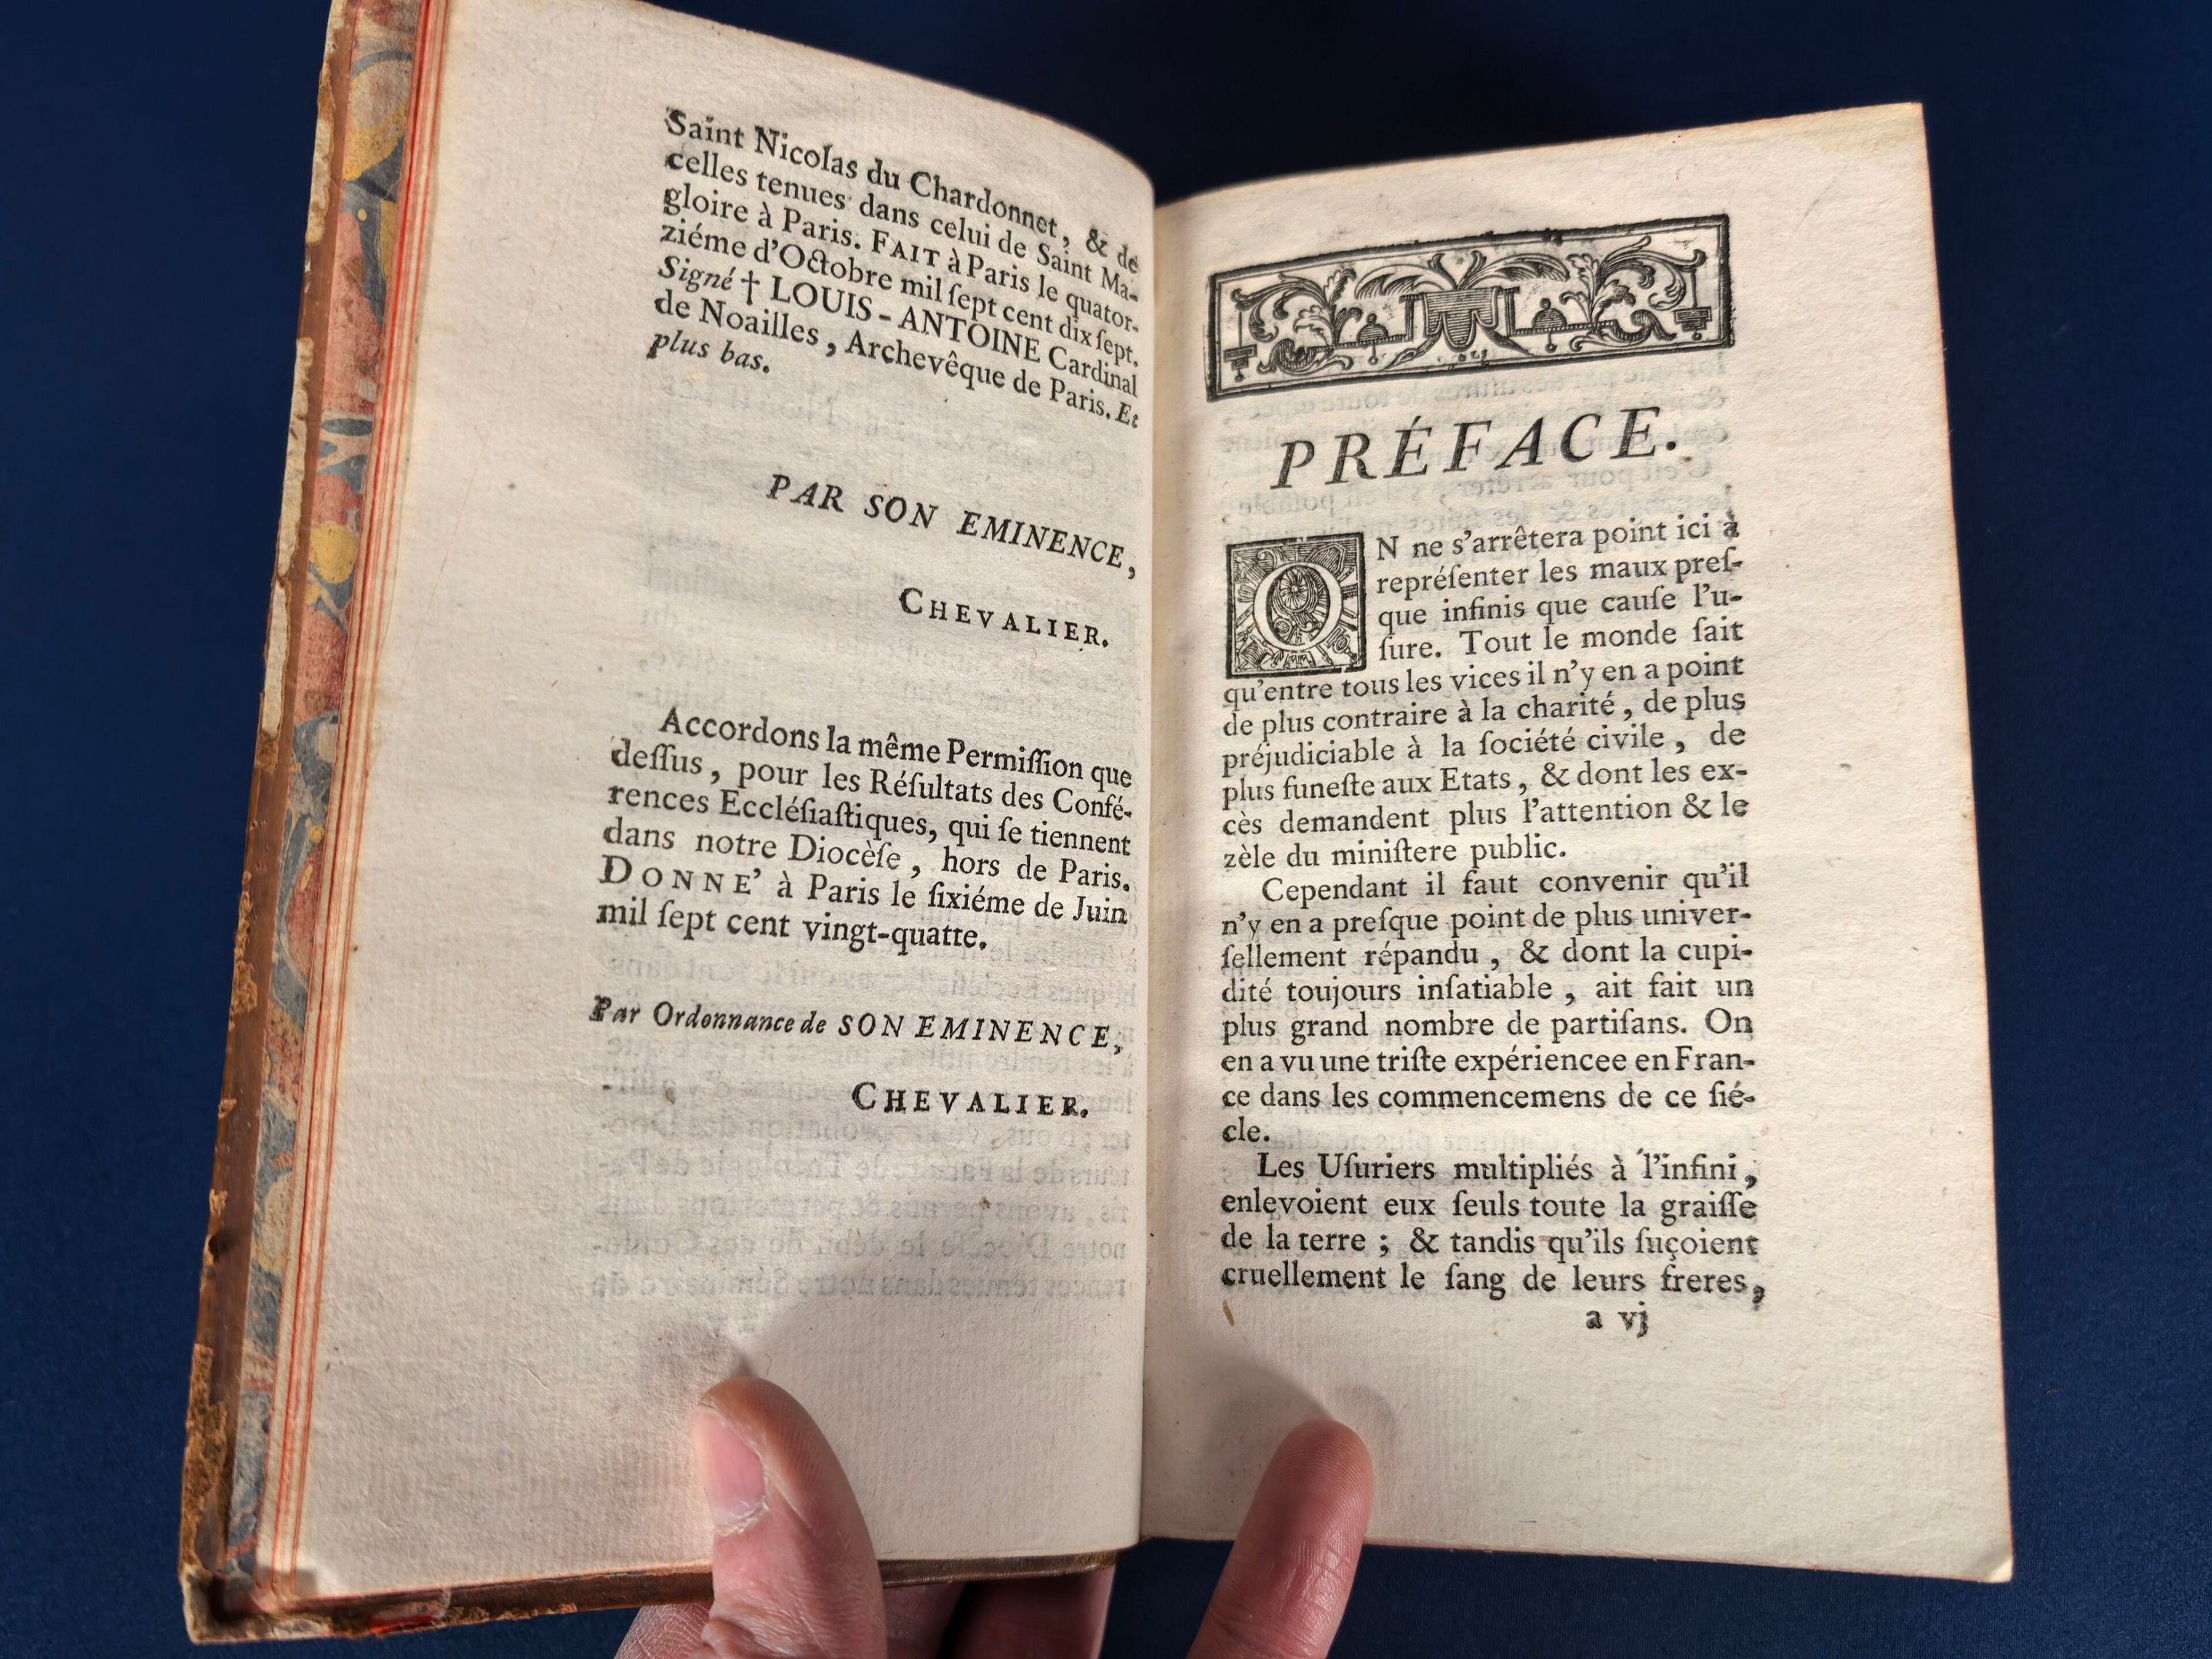 Saint Nicolas du Chardonnet, & de
celles tenues dans celui de Saint Ma-
gloire à Paris. FAIT à Paris le quator-
ziéme d'Octobre mil ſept cent dix ſept.
Signé † LOUIS-ANTOINE Cardinal
de Noailles, Archevêque de Paris. Et
plus bas.
PAR SON EMINENCE,
CHEVALIER.
Accordons la même Permiſſion que
deſſus, pour les Réſultats des Confé-
rences Eccléſiaſtiques, qui ſe tiennent
dans notre Diocèſe, hors de Paris.
DONNE' à Paris le ſixiéme de Juin
mil ſept cent vingt-quatte.
Par Ordonnance de SON EMINENCE,
CHEVALIER.
PRÉFACE.
ON ne s'arrêtera point ici à
repréſenter les maux preſ-
que infinis que cauſe l'u-
ſure. Tout le monde ſait
qu'entre tous les vices il n'y en a point
de plus contraire à la charité, de plus
préjudiciable à la ſociété civile, de
plus funeſte aux Etats, & dont les ex-
cès demandent plus l'attention & le
zèle du miniſtere public.
Cependant il faut convenir qu'il
n'y en a preſque point de plus univer-
ſellement répandu, & dont la cupi-
dité toujours inſatiable, ait fait un
plus grand nombre de partiſans. On
en a vu une triſte expériencee en Fran-
ce dans les commencemens de ce ſié-
cle.
Les Uſuriers multipliés à l'infini,
enlevoient eux ſeuls toute la graiſſe
de la terre; & tandis qu'ils ſuçoient
cruellement le ſang de leurs freres,
a vj